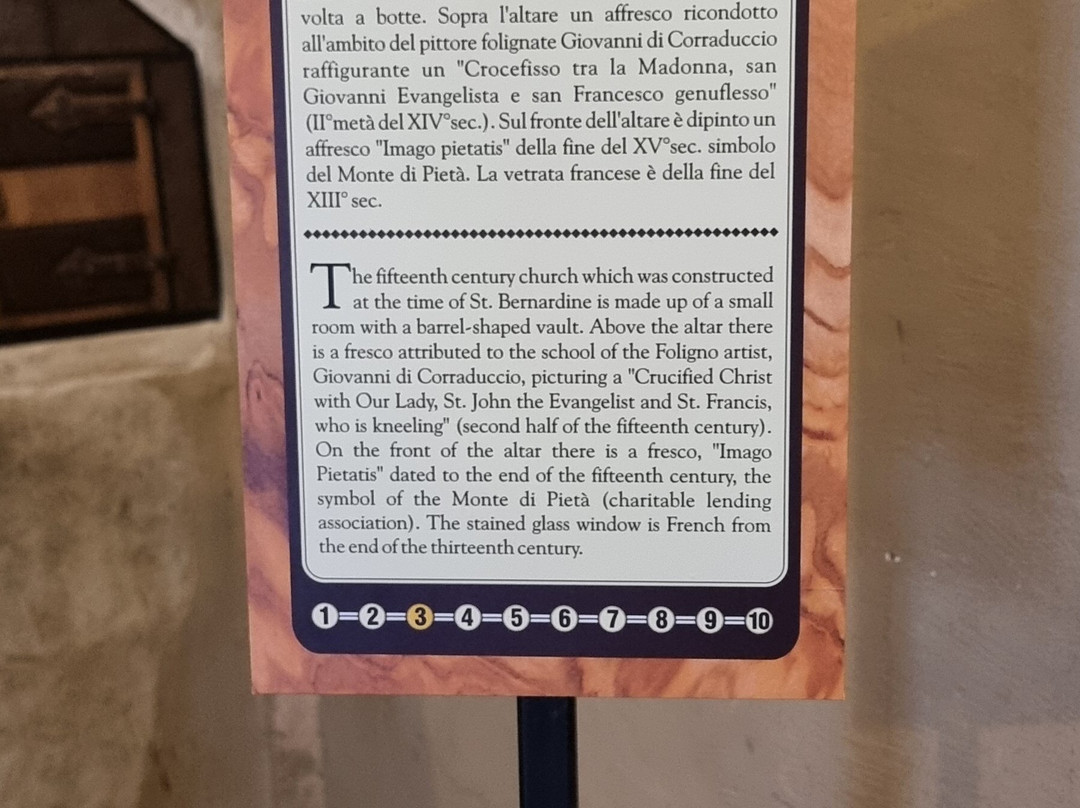 volta a botte. Sopra l'altare un affresco ricondotto
all'ambito del pittore folignate Giovanni di Corraduccio
raffigurante un "Crocefisso tra la Madonna, san
Giovanni Evangelista e san Francesco genuflesso"
(II°metà del XIV°sec.). Sul fronte dell'altare è dipinto un
affresco "Imago pietatis" della fine del XV°sec. simbolo
del Monte di Pietà. La vetrata francese è della fine del
XIII° sec.
The fifteenth century church which was constructed
at the time of St. Bernardine is made up of a small
room with a barrel-shaped vault. Above the altar there
is a fresco attributed to the school of the Foligno artist,
Giovanni di Corraduccio, picturing a "Crucified Christ
with Our Lady, St. John the Evangelist and St. Francis,
who is kneeling" (second half of the fifteenth century).
On the front of the altar there is a fresco, "Imago
Pietatis" dated to the end of the fifteenth century, the
symbol of the Monte di Pietà (charitable lending
association). The stained glass window is French from
the end of the thirteenth century.
1 2 3 4 5 6 7 8 9 10